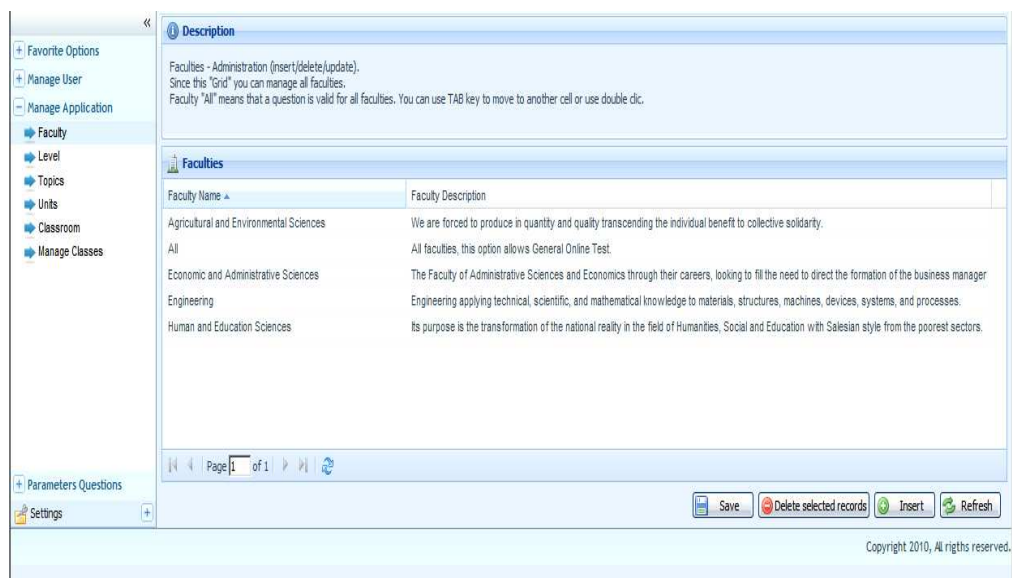 «
Favorite Options
Manage User
Manage Application
Faculty
Level
Topics
Units
Classroom
Manage Classes
Parameters Questions
Settings
Description
Faculties - Administration (insert/delete/update).
Since this "Grid" you can manage all faculties.
Faculty "All" means that a question is valid for all faculties. You can use TAB key to move to another cell or use double clic.
Faculties
Faculty Name Faculty Description
Agricultural and Environmental Sciences We are forced to produce in quantity and quality transcending the individual benefit to collective solidarity.
All All faculties, this option allows General Online Test.
Economic and Administrative Sciences The Faculty of Administrative Sciences and Economics through their careers, looking to fill the need to direct the formation of the business manager
Engineering Engineering applying technical, scientific, and mathematical knowledge to materials, structures, machines, devices, systems, and processes.
Human and Education Sciences Its purpose is the transformation of the national reality in the field of Humanities, Social and Education with Salesian style from the poorest sectors.
Page 1 of 1
Save Delete selected records Insert Refresh
Copyright 2010, All rigths reserved.